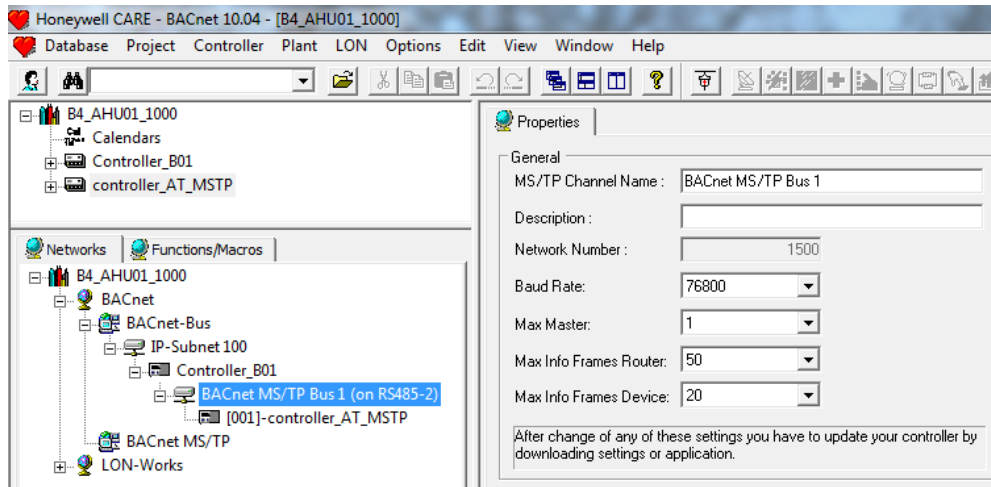 Honeywell CARE - BACnet 10.04 - [B4_AHU01_1000]
Database Project Controller Plant LON Options Edit View Window Help
B4_AHU01_1000
Calendars
Controller_B01
controller_AT_MSTP
Networks Functions/Macros
B4_AHU01_1000
BACnet
BACnet-Bus
IP-Subnet 100
Controller_B01
BACnet MS/TP Bus 1 (on RS485-2)
[001]-controller_AT_MSTP
BACnet MS/TP
LON-Works
Properties
General
MS/TP Channel Name : BACnet MS/TP Bus 1
Description :
Network Number : 1500
Baud Rate: 76800
Max Master: 1
Max Info Frames Router: 50
Max Info Frames Device: 20
After change of any of these settings you have to update your controller by
downloading settings or application.